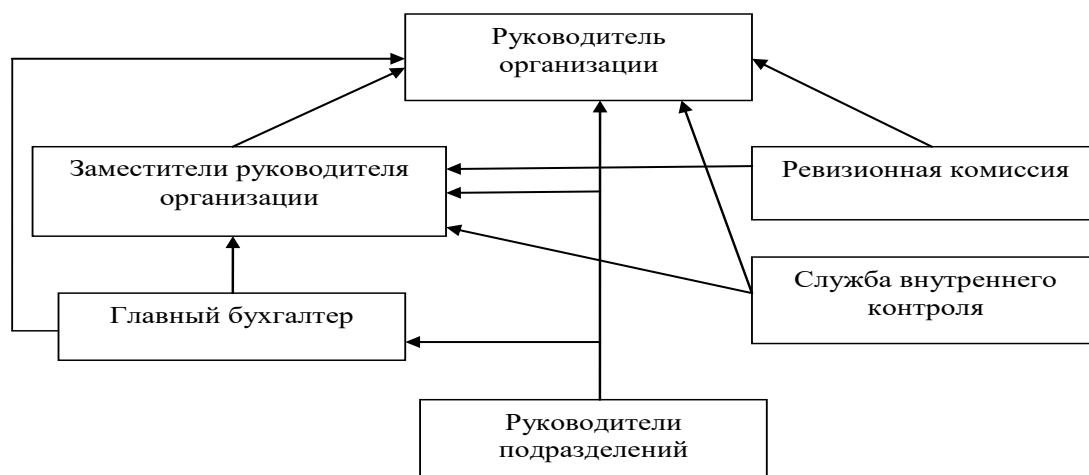 Руководитель
организации
Заместители руководителя
организации
Ревизионная комиссия
Служба внутреннего
контроля
Главный бухгалтер
Руководители
подразделений